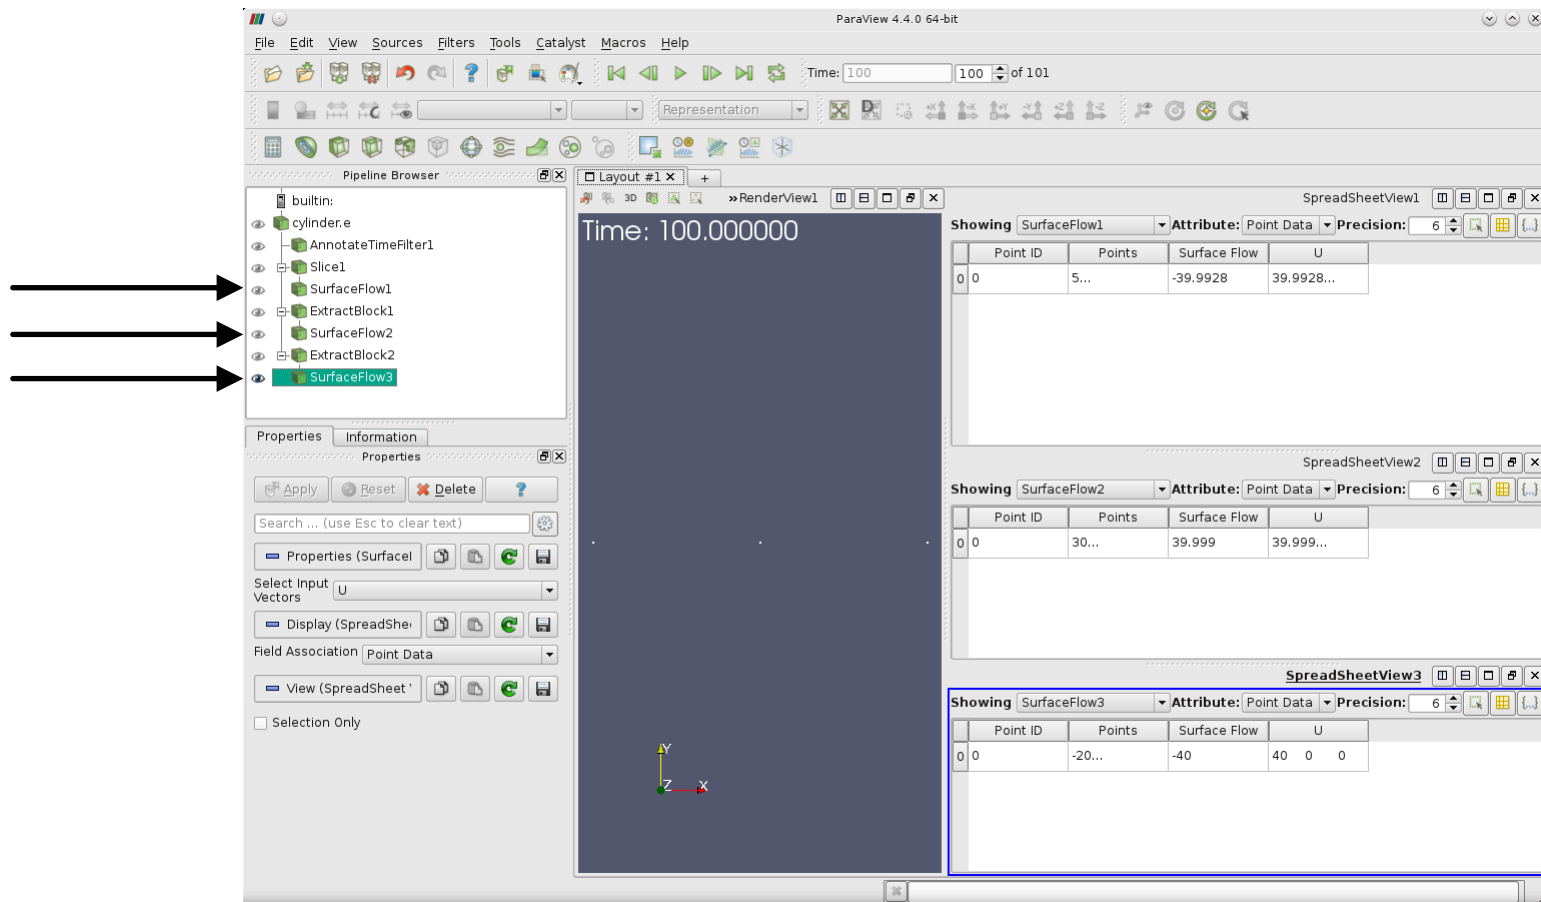 ParaView 4.4.0 64-bit
File Edit View Sources Filters Tools Catalyst Macros Help
Time: 100 100 of 101
Representation
Pipeline Browser
builtin:
cylinder.e
AnnotateTimeFilter1
Slice1
SurfaceFlow1
ExtractBlock1
SurfaceFlow2
ExtractBlock2
SurfaceFlow3
Properties Information
Properties
Apply Reset Delete ?
Search ... (use Esc to clear text)
Properties (Surfacel
Select Input Vectors U
Display (SpreadShe
Field Association Point Data
View (SpreadSheet '
Selection Only
Layout #1 +
3D »RenderView1
Time: 100.000000
Y
Z X
SpreadSheetView1
Showing SurfaceFlow1 Attribute: Point Data Precision: 6 {...}
Point ID Points Surface Flow U
0 0 5... -39.9928 39.9928...
SpreadSheetView2
Showing SurfaceFlow2 Attribute: Point Data Precision: 6 {...}
Point ID Points Surface Flow U
0 0 30... 39.999 39.999...
SpreadSheetView3
Showing SurfaceFlow3 Attribute: Point Data Precision: 6 {...}
Point ID Points Surface Flow U
0 0 -20... -40 40 0 0